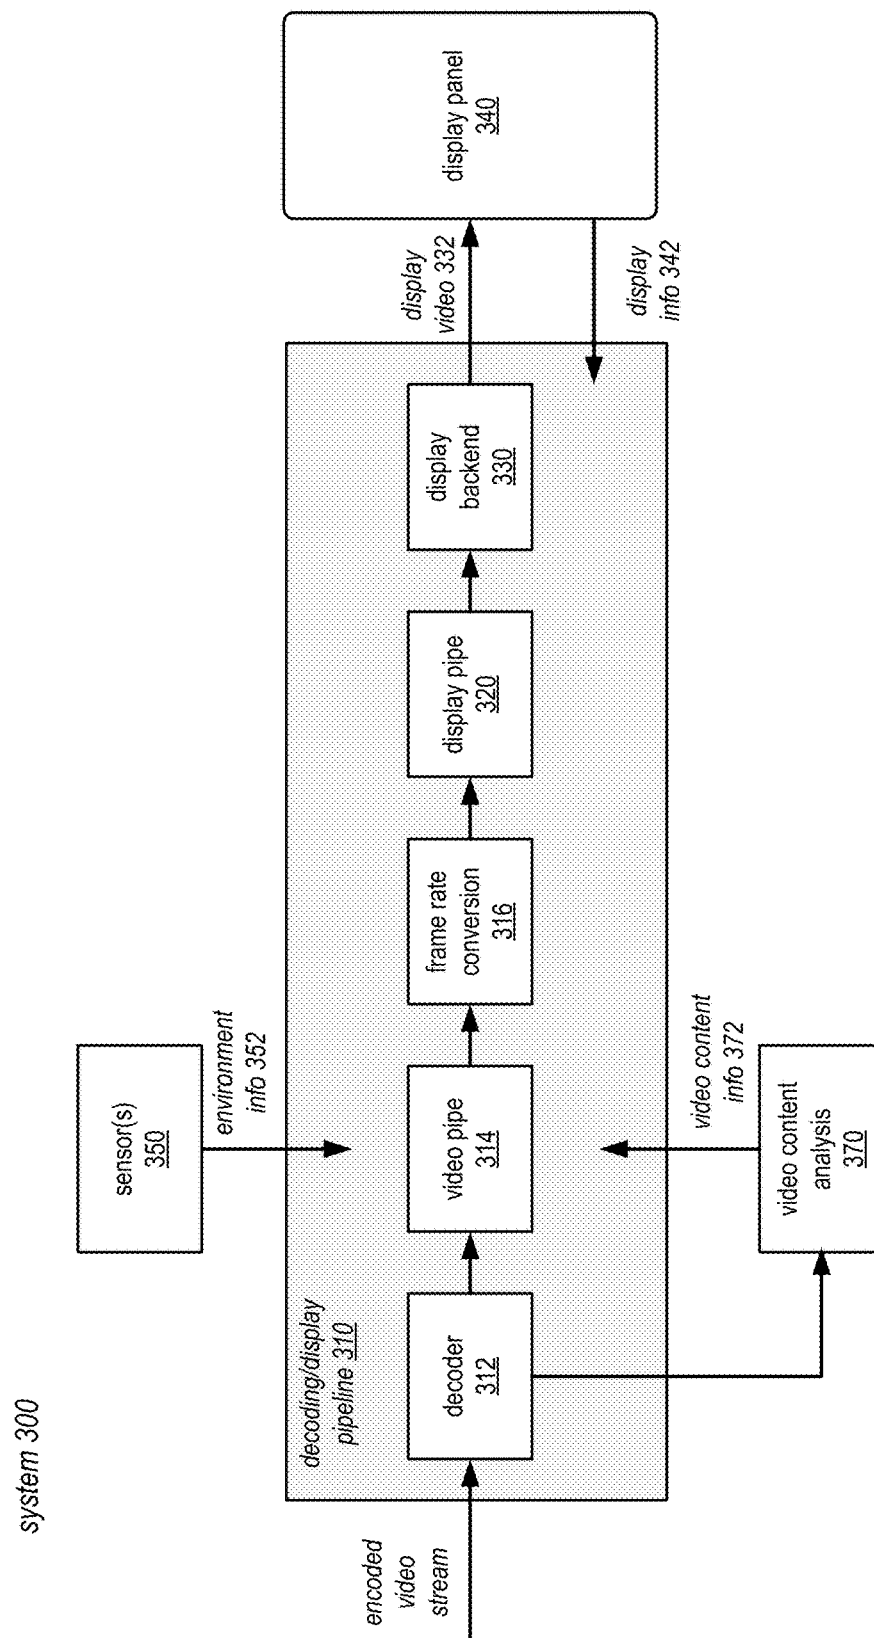 system 300
sensor(s)
350
environment
info 352
decoding/display
pipeline 310
encoded
video
stream
decoder
312
video pipe
314
frame rate
conversion
316
display pipe
320
display
backend
330
display
video 332
display panel
340
display
info 342
video content
info 372
video content
analysis
370